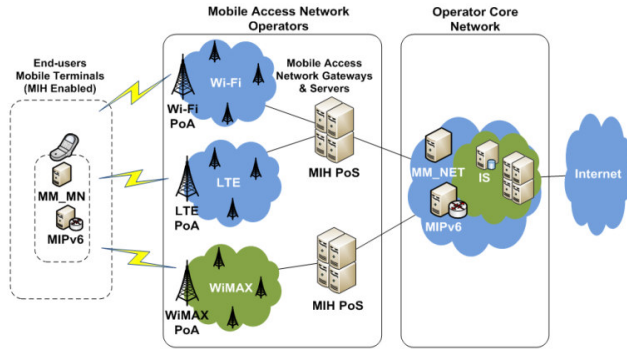 Mobile Access Network
Operators
Operator Core
Network
End-users
Mobile Terminals
(MIH Enabled)
Mobile Access
Network Gateways
& Servers
Wi-Fi
Wi-Fi
PoA
MIH PoS
MM_MN
MIPv6
LTE
LTE
PoA
MM_NET
IS
MIPv6
Internet
WiMAX
WiMAX
PoA
MIH PoS